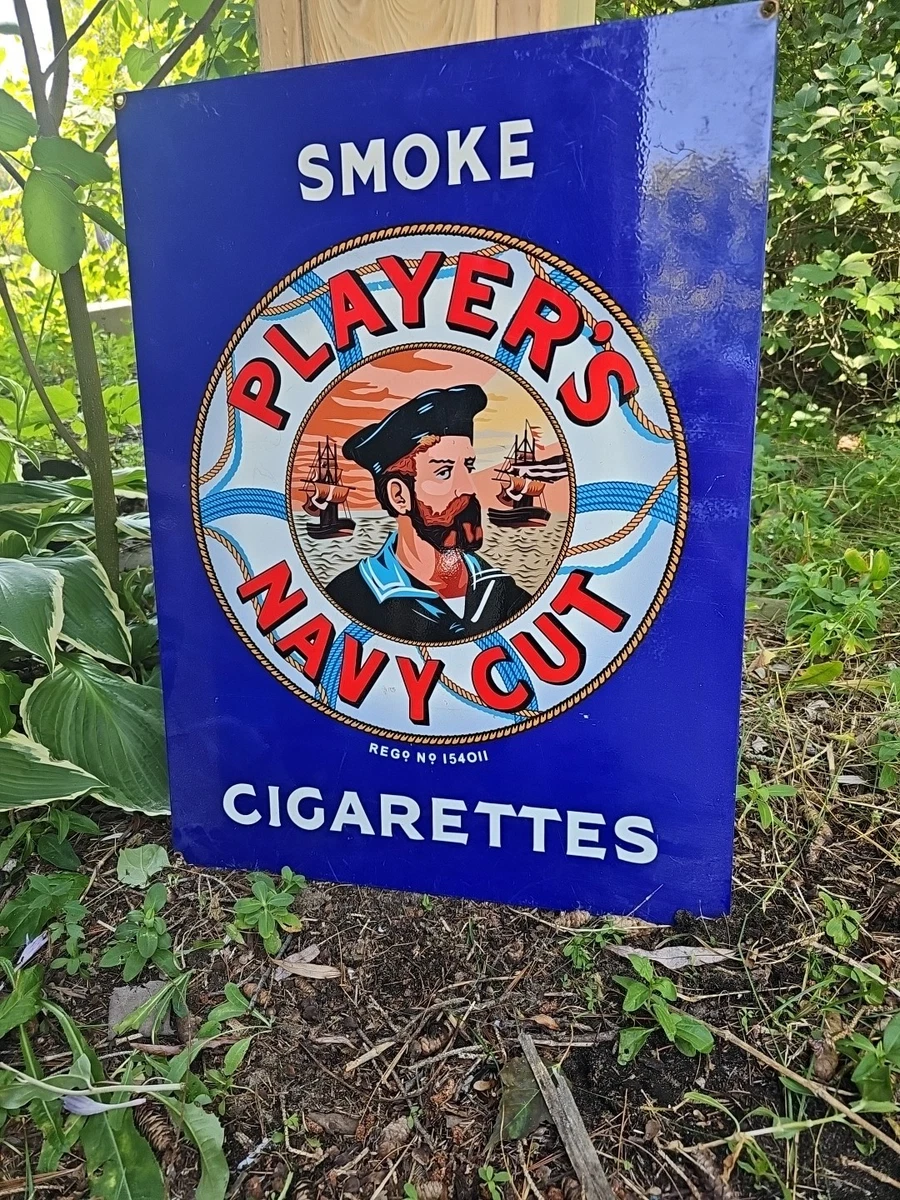 SMOKE
PLAYER'S
NAVY CUT
REGº Nº 154011
CIGARETTES